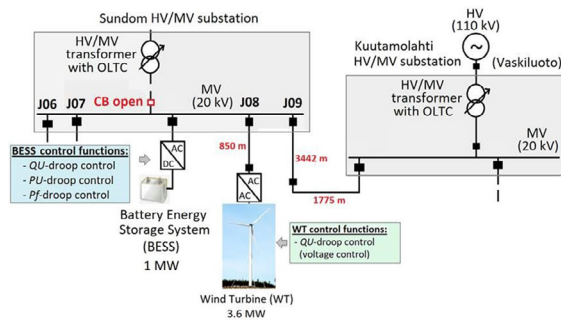 Sundom HV/MV substation
HV/MV
transformer
with OLTC
CB open
MV
(20 kV)
J06
J07
J08
J09
BESS control functions:
- QU-droop control
- PU-droop control
- Pf-droop control
AC
DC
Battery Energy
Storage System
(BESS)
1 MW
850 m
AC
AC
Wind Turbine (WT)
3.6 MW
WT control functions:
- QU-droop control
(voltage control)
3442 m
1775 m
HV
(110 kV)
~
Kuutamolahti
HV/MV substation
(Vaskiluoto)
HV/MV
transformer
with OLTC
MV
(20 kV)